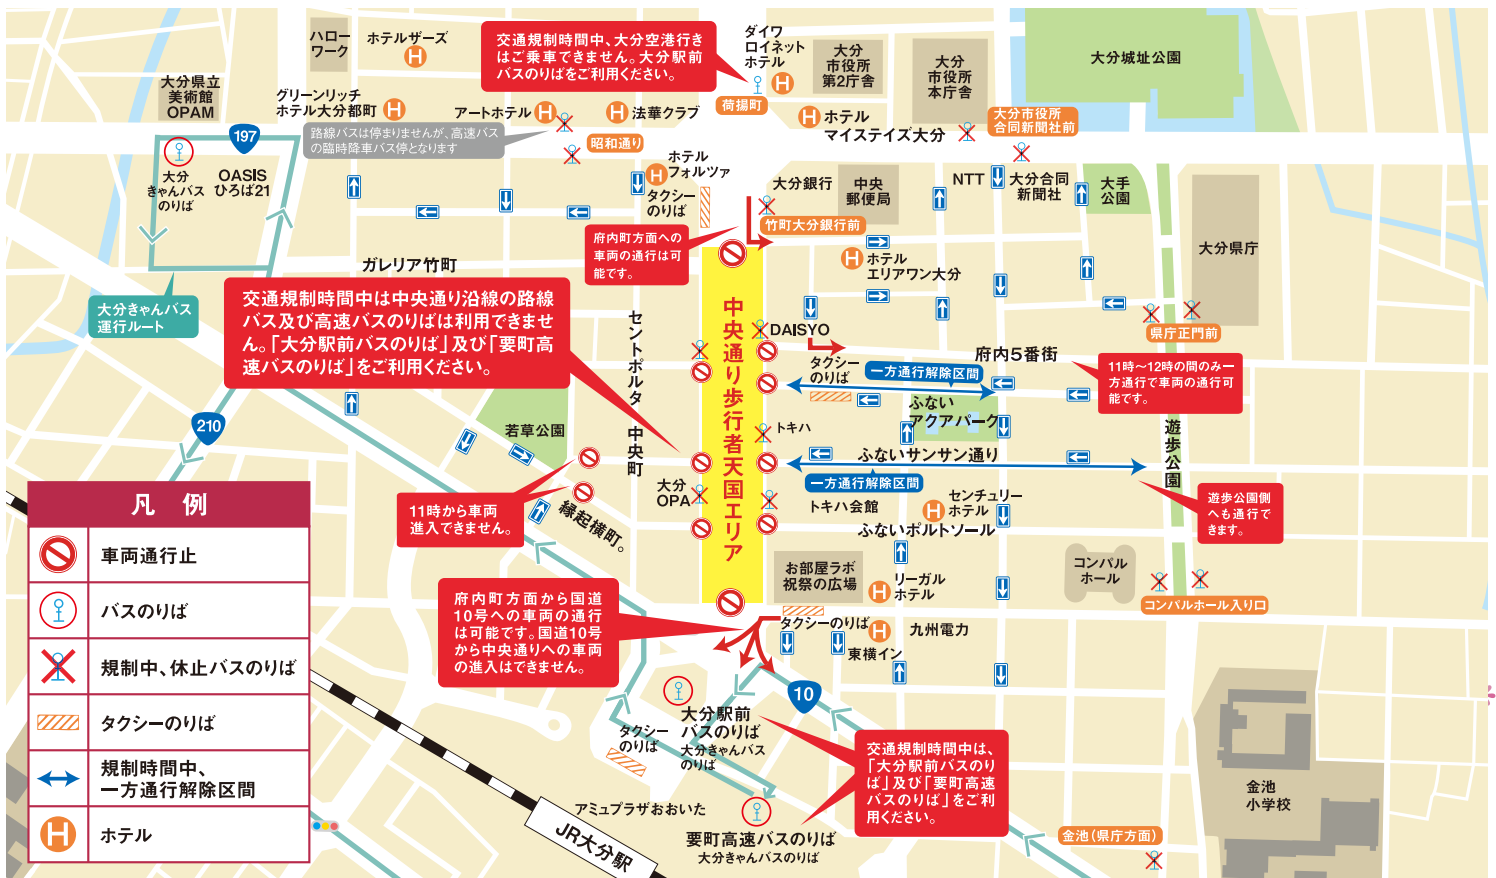 ハロー
ワーク
ホテルザーズ
交通規制時間中、大分空港行き
はご乗車できません。大分駅前
バスのりばをご利用ください。
ダイワ
ロイネット
ホテル
大分
市役所
第2庁舎
大分
市役所
本庁舎
大分城址公園
大分県立
美術館
OPAM
グリーンリッチ
ホテル大分都町
アートホテル
法華クラブ
荷揚町
ホテル
マイステイズ大分
大分市役所
合同新聞社前
197
路線バスは停まりませんが、高速バス
の臨時降車バス停となります
昭和通り
大分
きゃんバス
のりば
OASIS
ひろば21
ホテル
フォルツァ
タクシー
のりば
大分銀行
中央
郵便局
NTT
大分合同
新聞社
大手
公園
竹町大分銀行前
府内町方面への
車両の通行は可
能です。
ホテル
エリアワン大分
大分県庁
ガレリア竹町
大分きゃんバス
運行ルート
交通規制時間中は中央通り沿線の路線
バス及び高速バスのりばは利用できませ
ん。「大分駅前バスのりば」及び「要町高
速バスのりば」をご利用ください。
セントポルタ
中央町
中央通り歩行者天国エリア
DAISYO
県庁正門前
府内5番街
タクシー
のりば
一方通行解除区間
11時〜12時の間のみ一
方通行で車両の通行可
能です。
ふない
アクアパーク
210
若草公園
トキハ
ふないサンサン通り
遊歩公園
一方通行解除区間
大分
OPA
トキハ会館
センチュリー
ホテル
遊歩公園側
へも通行で
きます。
11時から車両
進入できません。
縁起横町。
ふないポルトソール
凡例
車両通行止
バスのりば
規制中、休止バスのりば
タクシーのりば
規制時間中、
一方通行解除区間
ホテル
お部屋ラボ
祝祭の広場
リーガル
ホテル
コンパル
ホール
コンパルホール入り口
府内町方面から国道
10号への車両の通行
は可能です。国道10号
から中央通りへの車両
の進入はできません。
タクシーのりば
九州電力
東横イン
10
大分駅前
バスのりば
大分きゃんバス
のりば
タクシー
のりば
交通規制時間中は、
「大分駅前バスのり
ば」及び「要町高速
バスのりば」をご利
用ください。
金池
小学校
アミュプラザおおいた
JR大分駅
要町高速バスのりば
大分きゃんバスのりば
金池（県庁方面）